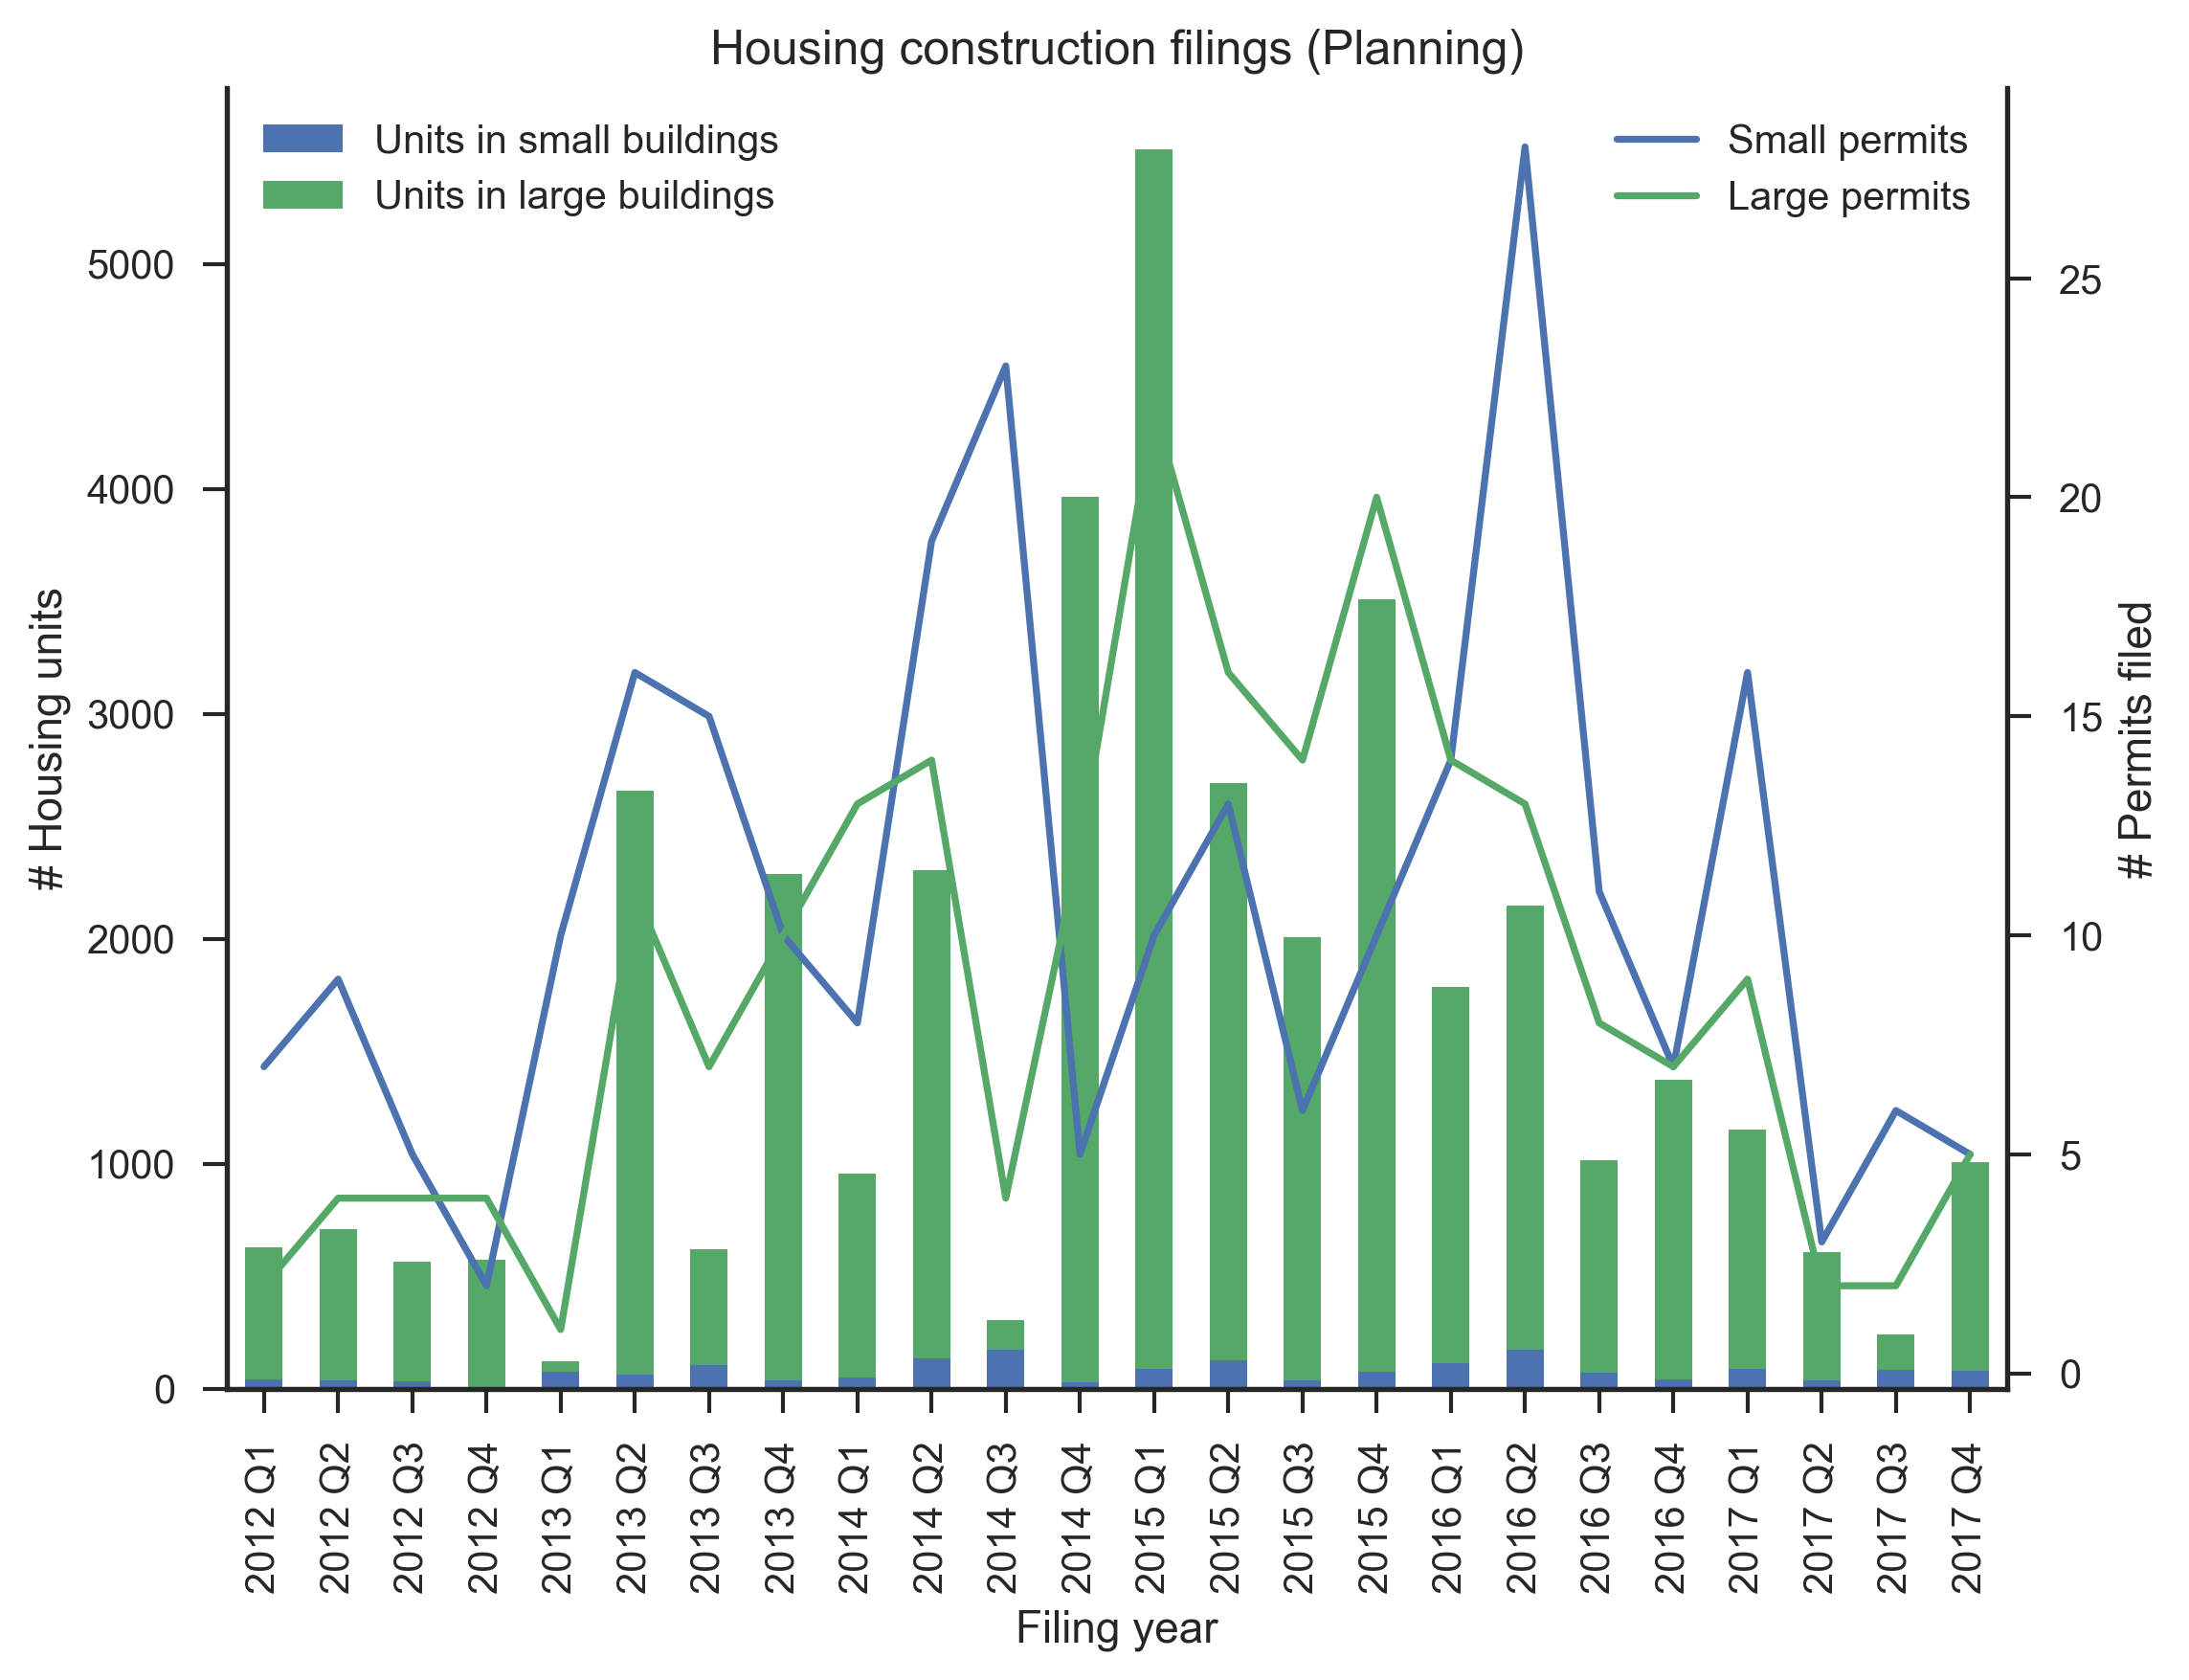 Housing construction filings (Planning)
Units in small buildings
Units in large buildings
Small permits
Large permits
# Housing units
5000
4000
3000
2000
1000
0
# Permits filed
25
20
15
10
5
0
2012 Q1
2012 Q2
2012 Q3
2012 Q4
2013 Q1
2013 Q2
2013 Q3
2013 Q4
2014 Q1
2014 Q2
2014 Q3
2014 Q4
2015 Q1
2015 Q2
2015 Q3
2015 Q4
2016 Q1
2016 Q2
2016 Q3
2016 Q4
2017 Q1
2017 Q2
2017 Q3
2017 Q4
Filing year